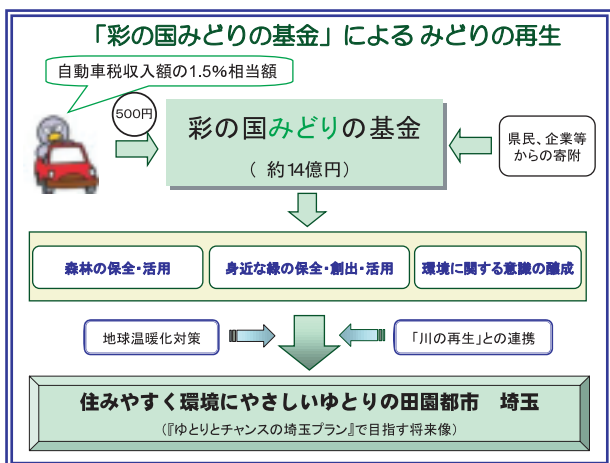 「彩の国みどりの基金」による みどりの再生
自動車税収入額の1.5%相当額
500円
彩の国みどりの基金
( 約14億円)
県民、企業等
からの寄附
森林の保全・活用
身近な緑の保全・創出・活用
環境に関する意識の醸成
地球温暖化対策
「川の再生」との連携
住みやすく環境にやさしいゆとりの田園都市 埼玉
(『ゆとりとチャンスの埼玉プラン』で目指す将来像)